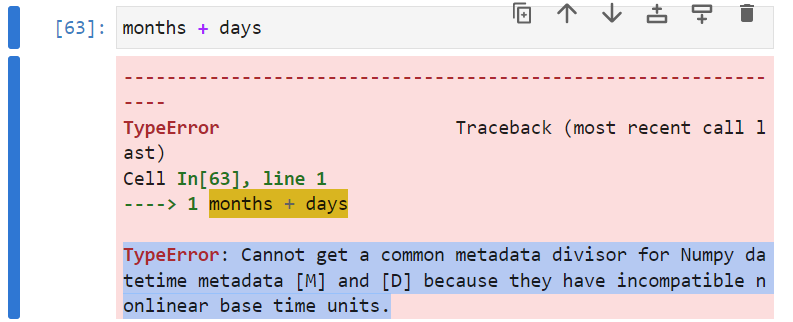 [63]: months + days
-----------------------------------------------------------------
----
TypeError Traceback (most recent call l
ast)
Cell In[63], line 1
----> 1 months + days
TypeError: Cannot get a common metadata divisor for Numpy da
tetime metadata [M] and [D] because they have incompatible n
onlinear base time units.